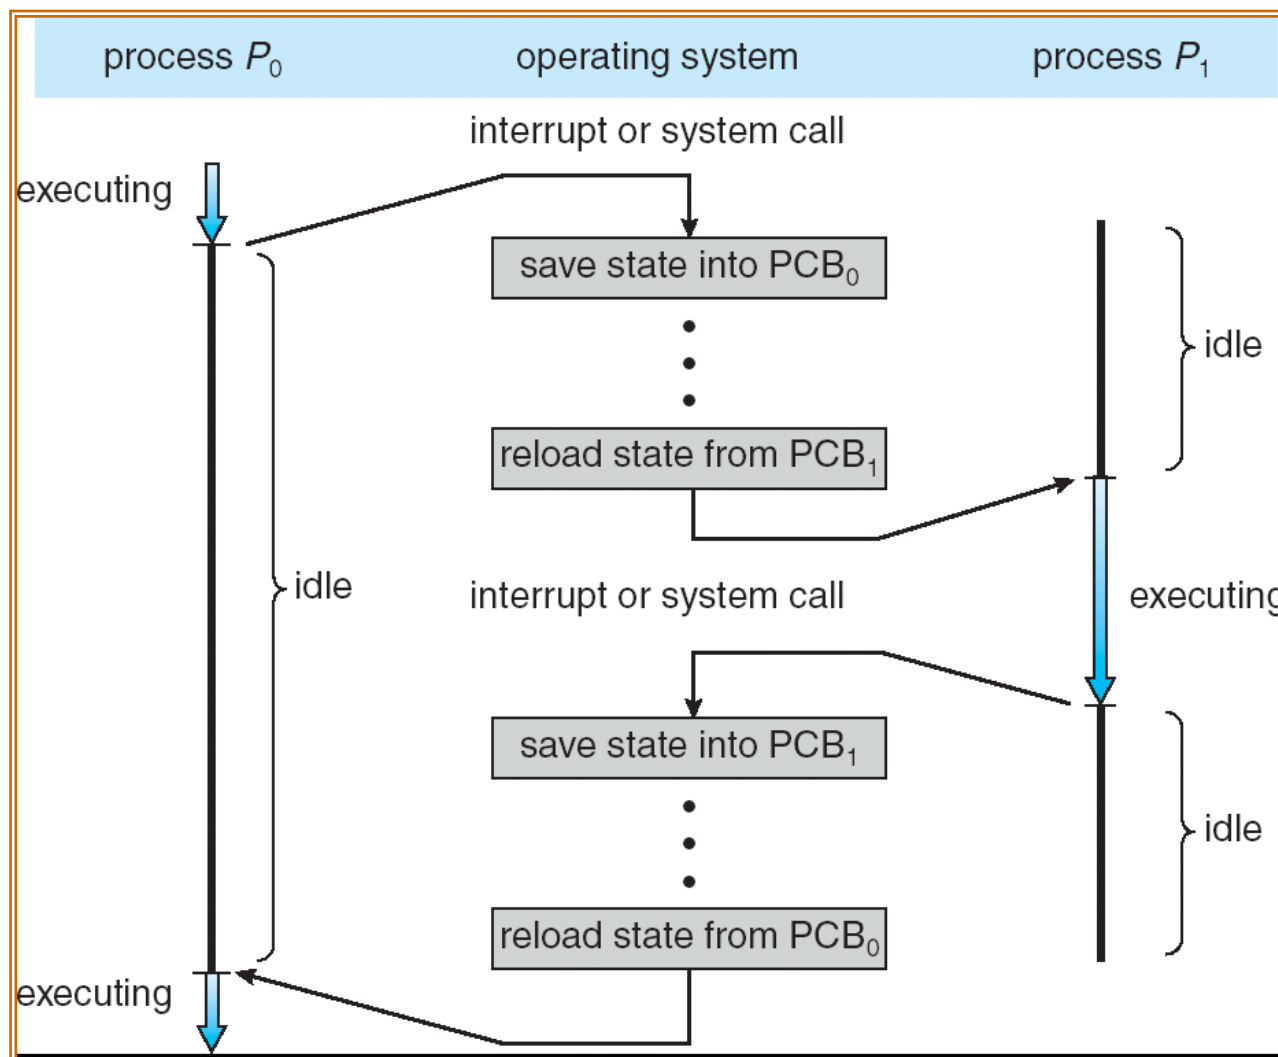 process P0
operating system
process P1
interrupt or system call
executing
save state into PCB0
idle
reload state from PCB1
idle
interrupt or system call
executing
save state into PCB1
idle
reload state from PCB0
executing